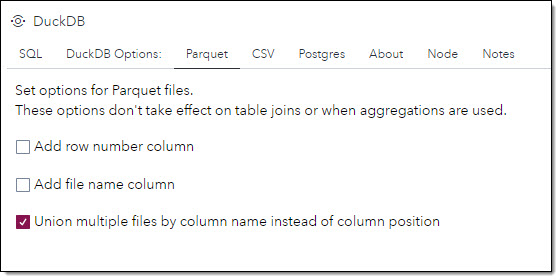 DuckDB
SQL DuckDB Options: Parquet CSV Postgres About Node Notes
Set options for Parquet files.
These options don't take effect on table joins or when aggregations are used.
Add row number column
Add file name column
Union multiple files by column name instead of column position